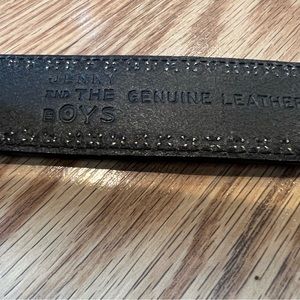 JENNY
AND THE GENUINE LEATHER
BOYS